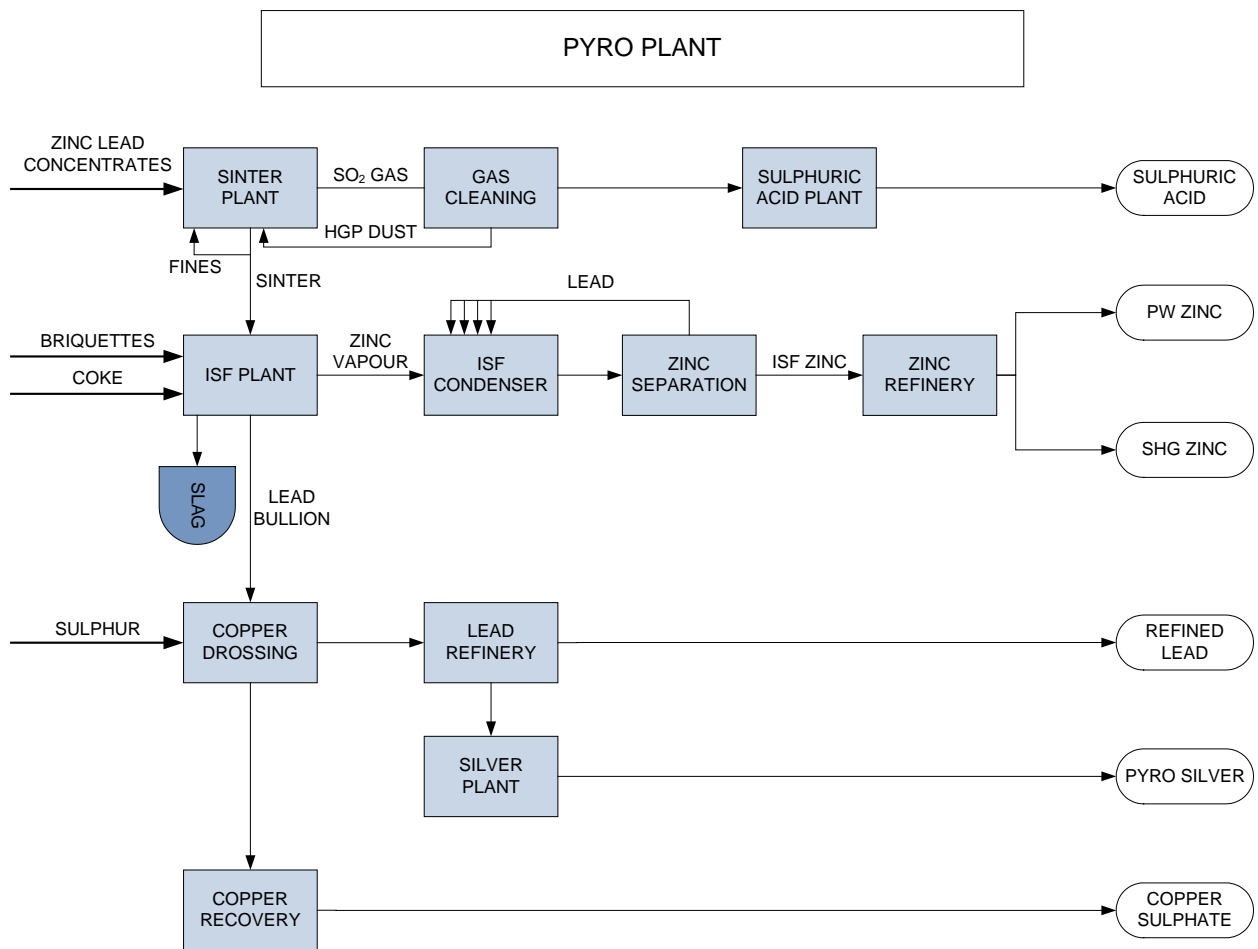 PYRO PLANT
ZINC LEAD
CONCENTRATES
SINTER
PLANT
SO₂ GAS
GAS
CLEANING
SULPHURIC
ACID PLANT
SULPHURIC
ACID
HGP DUST
FINES
SINTER
LEAD
BRIQUETTES
COKE
ISF PLANT
ZINC
VAPOUR
ISF
CONDENSER
ZINC
SEPARATION
ISF ZINC
ZINC
REFINERY
PW ZINC
SHG ZINC
SLAG
LEAD
BULLION
SULPHUR
COPPER
DROSSING
LEAD
REFINERY
REFINED
LEAD
SILVER
PLANT
PYRO SILVER
COPPER
RECOVERY
COPPER
SULPHATE